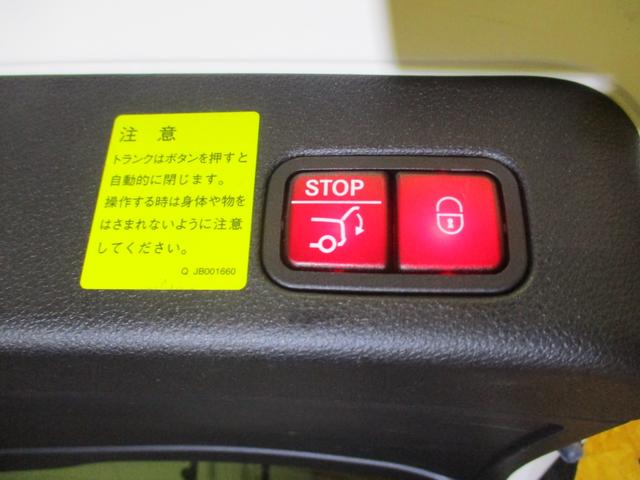 注 意
トランクはボタンを押すと
自動的に閉じます。
操作する時は身体や物を
はさまれないように注意
してください。
Q JB001660
STOP